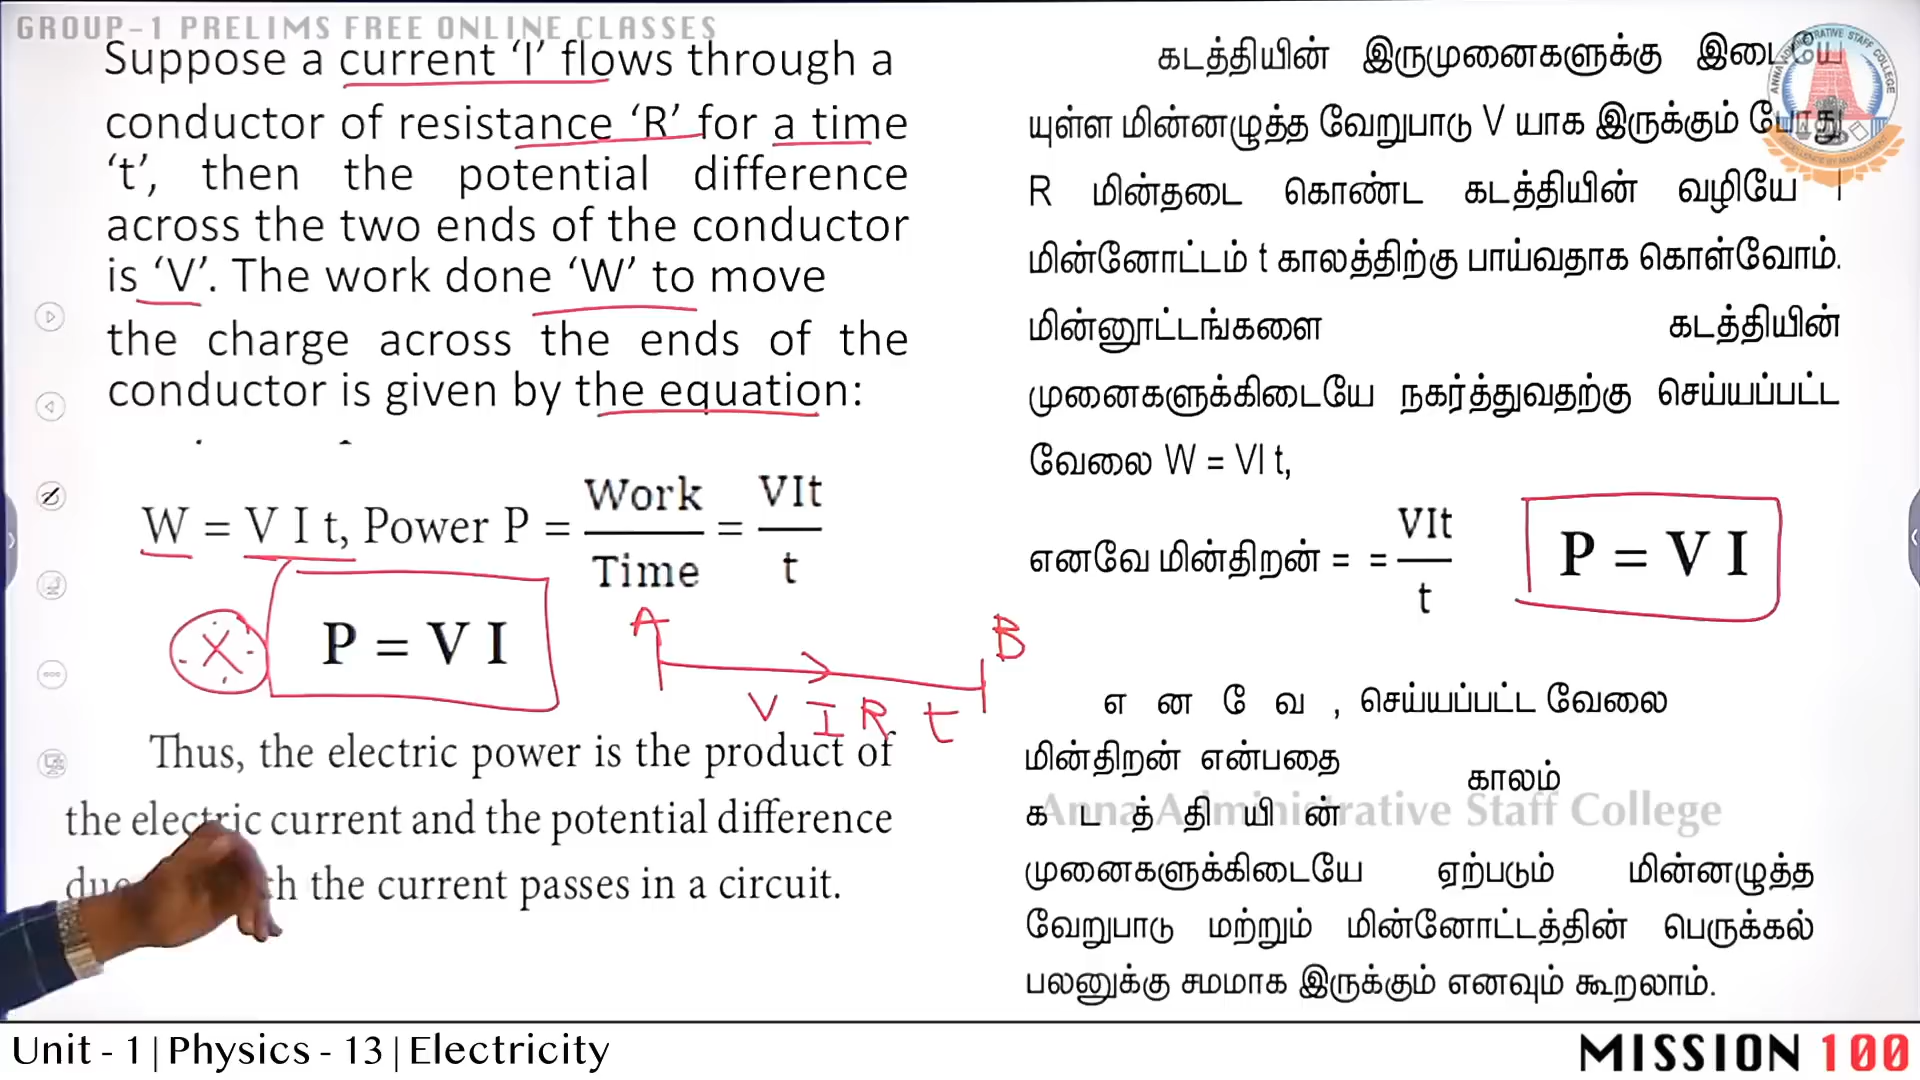 GROUP-1 PRELIMS FREE ONLINE CLASSES
Suppose a current ‘I’ flows through a
conductor of resistance ‘R’ for a time
‘t’, then the potential difference
across the two ends of the conductor
is ‘V’. The work done ‘W’ to move
the charge across the ends of the
conductor is given by the equation:
W = V I t, Power P = Work / Time = VIt / t
P = V I
X
A B
V I R t
Thus, the electric power is the product of
the electric current and the potential difference
the current passes in a circuit.
கடத்தியின் இருமுனைகளுக்கு இடையே
யுள்ள மின்னழுத்த வேறுபாடு V யாக இருக்கும் போது
R மின்தடை கொண்ட கடத்தியின் வழியே I
மின்னோட்டம் t காலத்திற்கு பாய்வதாக கொள்வோம்.
மின்னூட்டங்களை கடத்தியின்
முனைகளுக்கிடையே நகர்த்துவதற்கு செய்யப்பட்ட
வேலை W = VI t,
எனவே மின்திறன் = = VIt / t
P = V I
எ ன வே , செய்யப்பட்ட வேலை
மின்திறன் என்பதை
காலம்
க ட த் தி யி ன்
Anna Administrative Staff College
முனைகளுக்கிடையே ஏற்படும் மின்னழுத்த
வேறுபாடு மற்றும் மின்னோட்டத்தின் பெருக்கல்
பலனுக்கு சமமாக இருக்கும் எனவும் கூறலாம்.
Unit - 1 | Physics - 13 | Electricity
MISSION 100